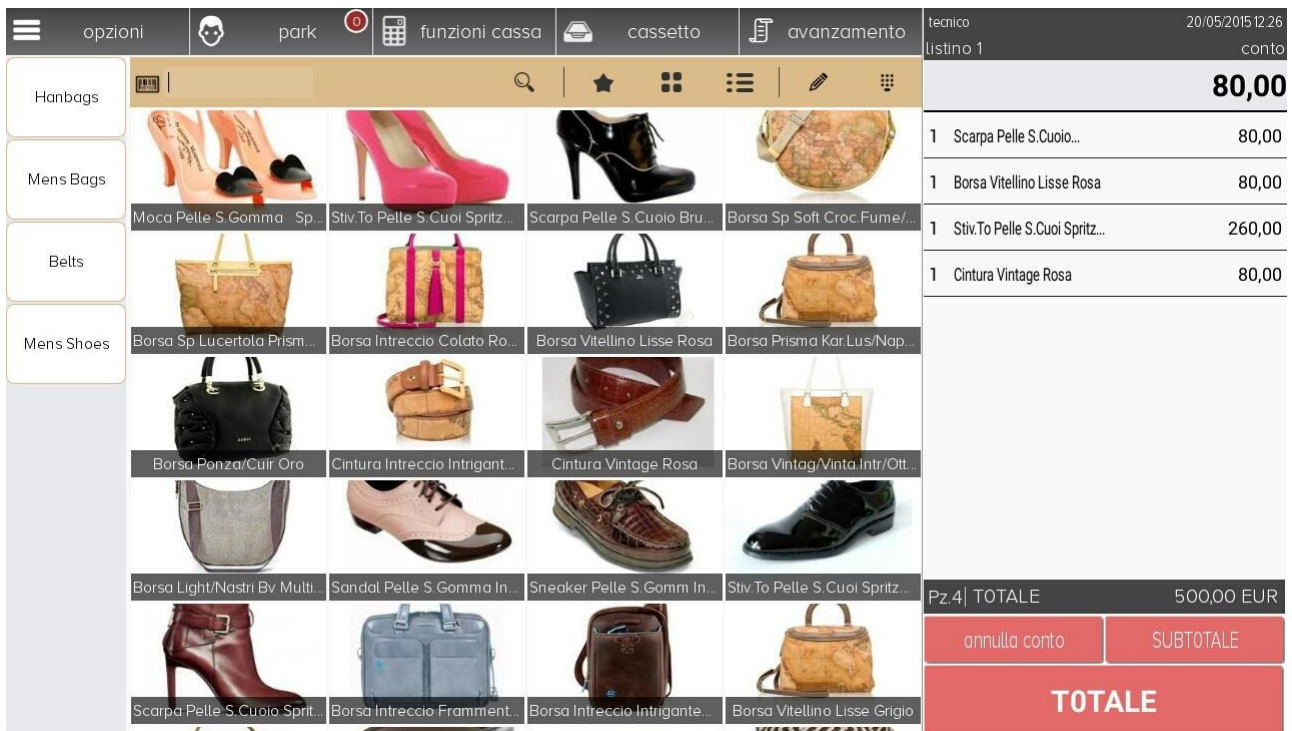 opzioni
park
0
funzioni cassa
cassetto
avanzamento
tecnico
20/05/2015 12:26
listino 1
conto
80,00
Hanbags
Mens Bags
Belts
Mens Shoes
Moca Pelle S.Gomma Sp...
Stiv.To Pelle S.Cuoi Spritz...
Scarpa Pelle S.Cuoio Bru...
Borsa Sp Soft Croc.Fume/...
Borsa Sp Lucertola Prism...
Borsa Intreccio Colato Ro...
Borsa Vitellino Lisse Rosa
Borsa Prisma Kar.Lus/Nap...
Borsa Ponza/Cuir Oro
Cintura Intreccio Intrigant...
Cintura Vintage Rosa
Borsa Vintag/Vinta.Intr/Ott...
Borsa Light/Nastri Bv Multi...
Sandal Pelle S.Gomma In...
Sneaker Pelle S.Gomm In...
Stiv.To Pelle S.Cuoi Spritz...
Scarpa Pelle S.Cuoio Sprit...
Borsa Intreccio Framment...
Borsa Intreccio Intrigante...
Borsa Vitellino Lisse Grigio
1 Scarpa Pelle S.Cuoio... 80,00
1 Borsa Vitellino Lisse Rosa 80,00
1 Stiv.To Pelle S.Cuoi Spritz... 260,00
1 Cintura Vintage Rosa 80,00
Pz.4| TOTALE 500,00 EUR
annulla conto
SUBTOTALE
TOTALE